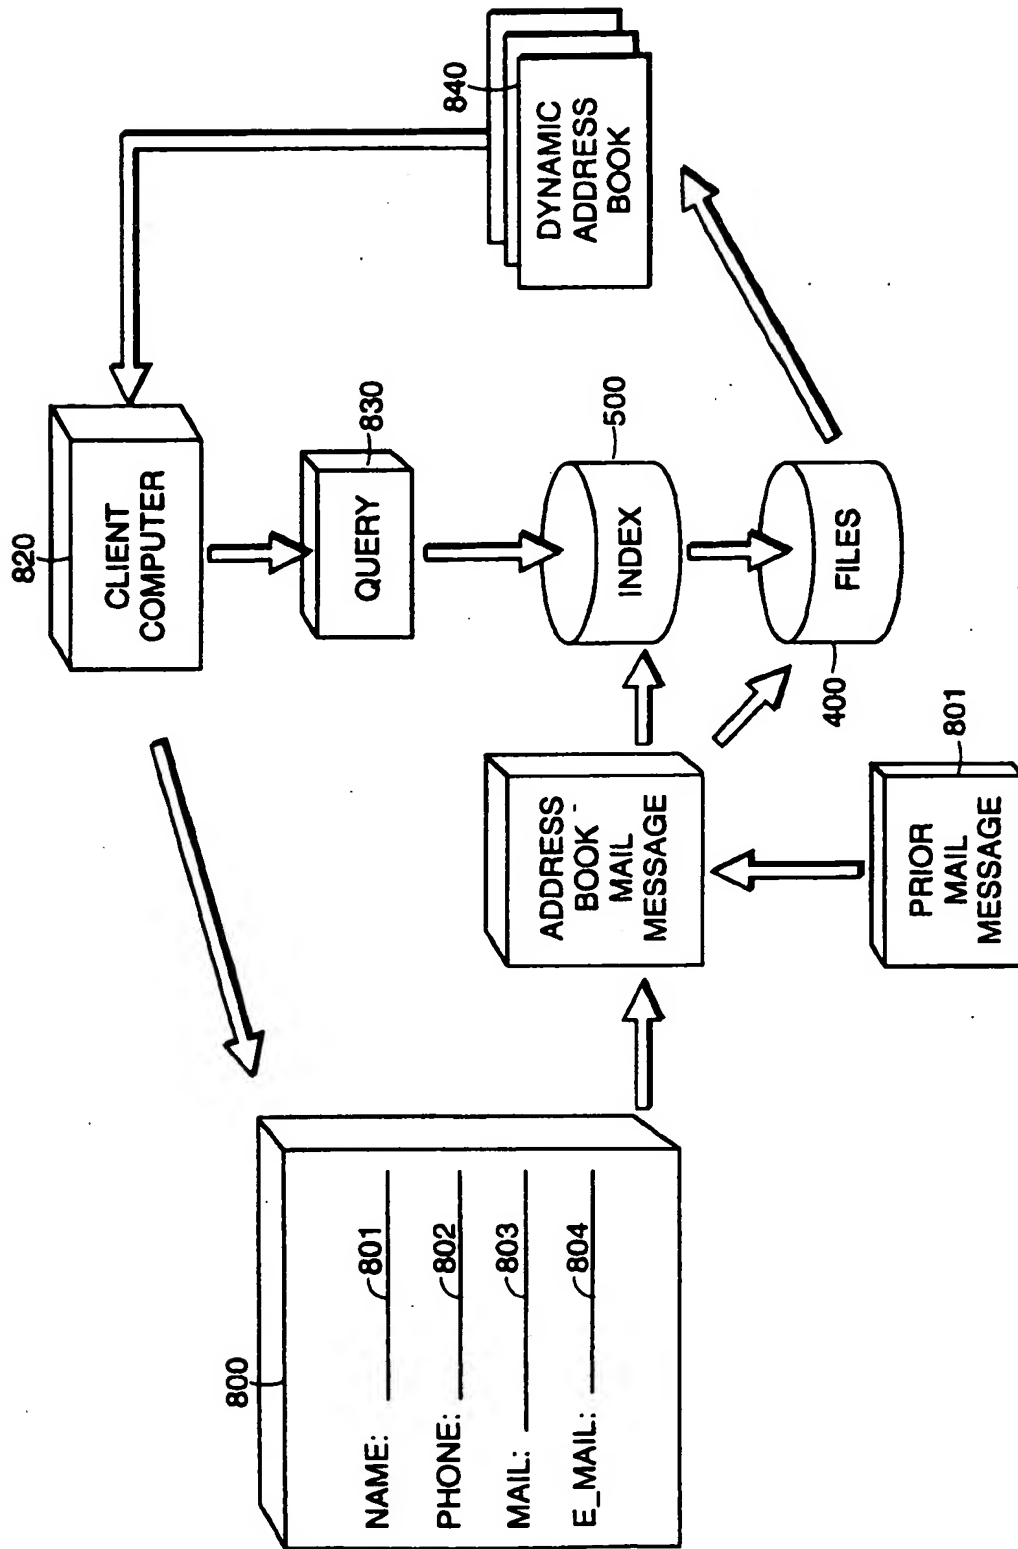 800
NAME: 801
PHONE: 802
MAIL: 803
E_MAIL: 804
820
CLIENT
COMPUTER
QUERY
830
840
DYNAMIC
ADDRESS
BOOK
ADDRESS
BOOK
MAIL
MESSAGE
INDEX
500
FILES
400
PRIOR
MAIL
MESSAGE
801